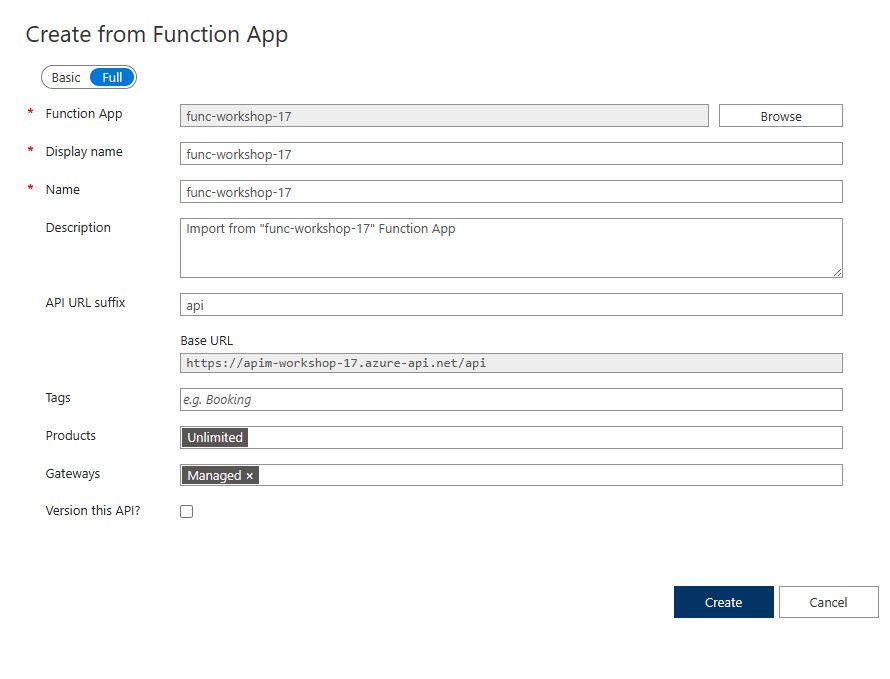 Create from Function App
Basic Full
* Function App func-workshop-17 Browse
* Display name func-workshop-17
* Name func-workshop-17
Description Import from "func-workshop-17" Function App
API URL suffix api
Base URL
https://apim-workshop-17.azure-api.net/api
Tags e.g. Booking
Products Unlimited
Gateways Managed ×
Version this API?
Create Cancel